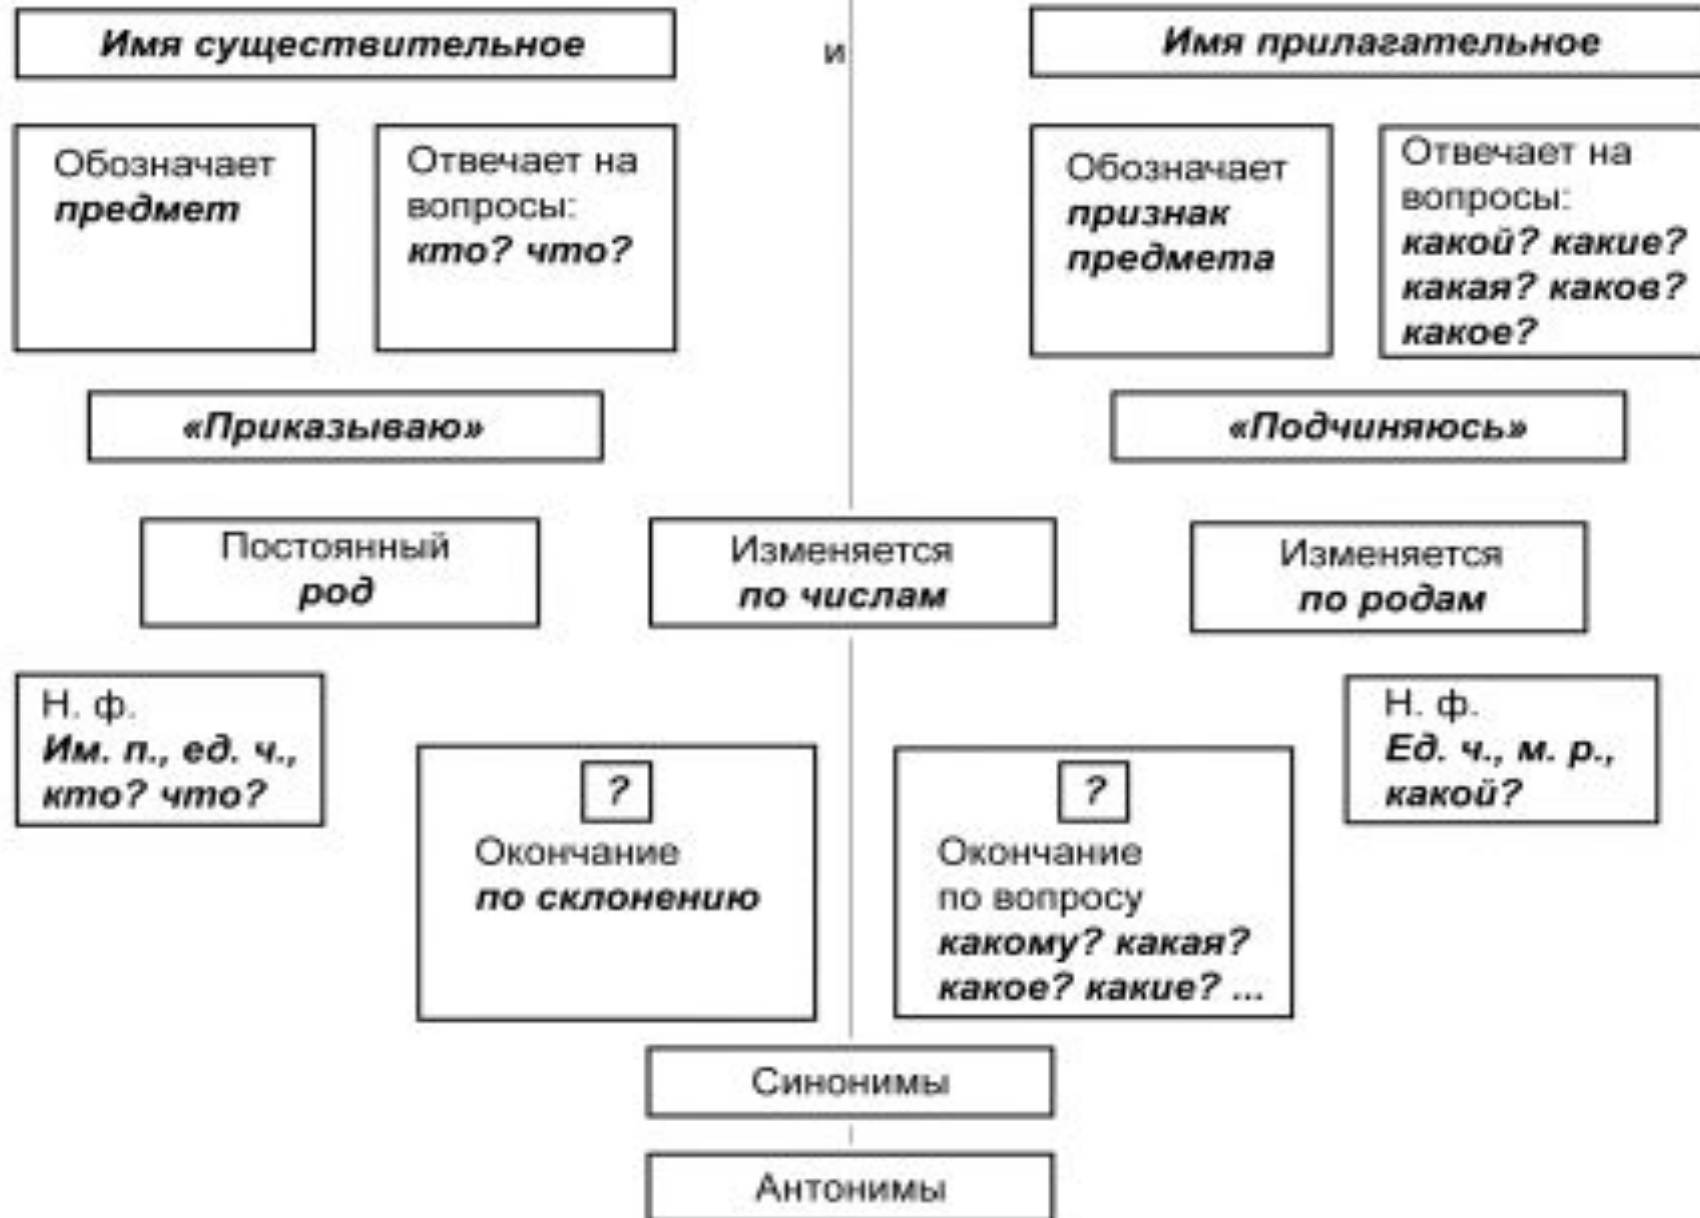 Имя существительное
и
Имя прилагательное
Обозначает
предмет
Отвечает на
вопросы:
кто? что?
Обозначает
признак
предмета
Отвечает на
вопросы:
какой? какие?
какая? каков?
какое?
«Приказываю»
«Подчиняюсь»
Постоянный
род
Изменяется
по числам
Изменяется
по родам
Н. ф.
Им. п., ед. ч.,
кто? что?
?
Окончание
по склонению
?
Окончание
по вопросу
какому? какая?
какое? какие? ...
Н. ф.
Ед. ч., м. р.,
какой?
Синонимы
Антонимы